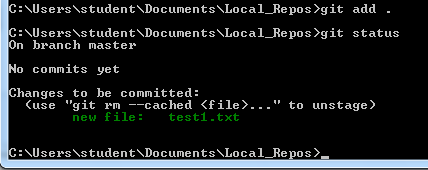 C:\Users\student\Documents\Local_Repos>git add .
C:\Users\student\Documents\Local_Repos>git status
On branch master
No commits yet
Changes to be committed:
  (use "git rm --cached <file>..." to unstage)
        new file:   test1.txt
C:\Users\student\Documents\Local_Repos>_